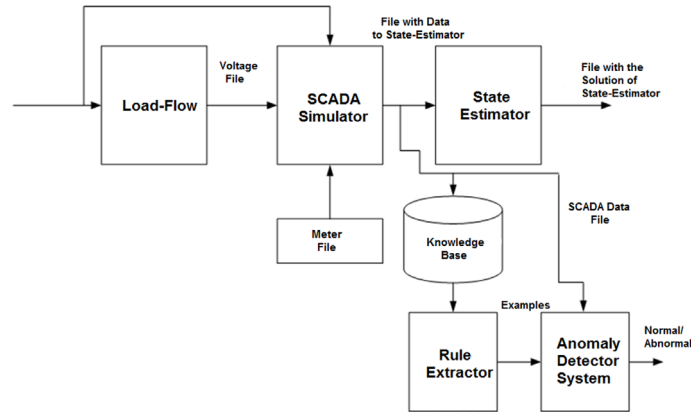 File with Data
to State-Estimator
Voltage
File
File with the
Solution of
State-Estimator
Load-Flow
SCADA
Simulator
State
Estimator
Meter
File
Knowledge
Base
SCADA Data
File
Examples
Rule
Extractor
Anomaly
Detector
System
Normal/
Abnormal